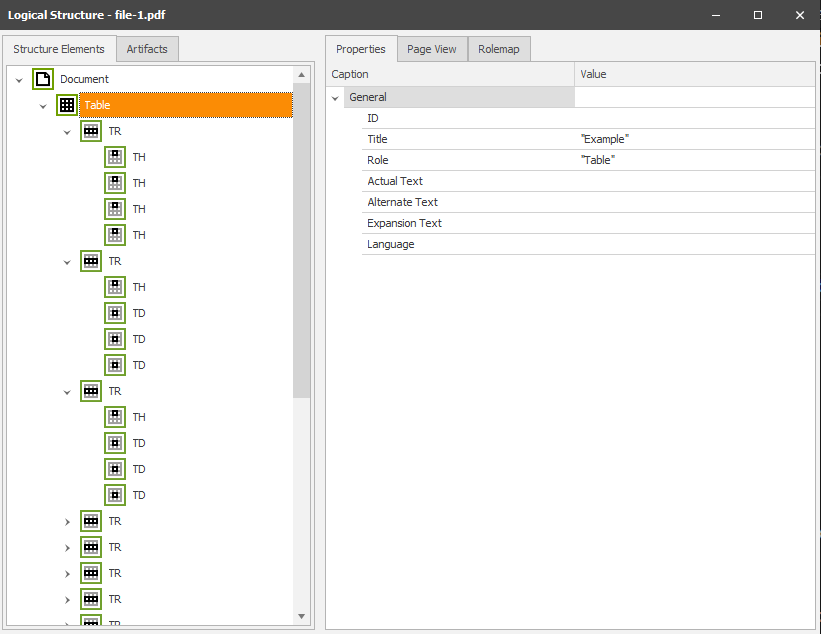 Logical Structure - file-1.pdf
Structure Elements
Artifacts
Document
Table
TR
TH
TH
TH
TH
TR
TH
TD
TD
TD
TR
TH
TD
TD
TD
TR
TR
TR
TR
TR
Properties
Page View
Rolemap
Caption Value
General
ID
Title "Example"
Role "Table"
Actual Text
Alternate Text
Expansion Text
Language